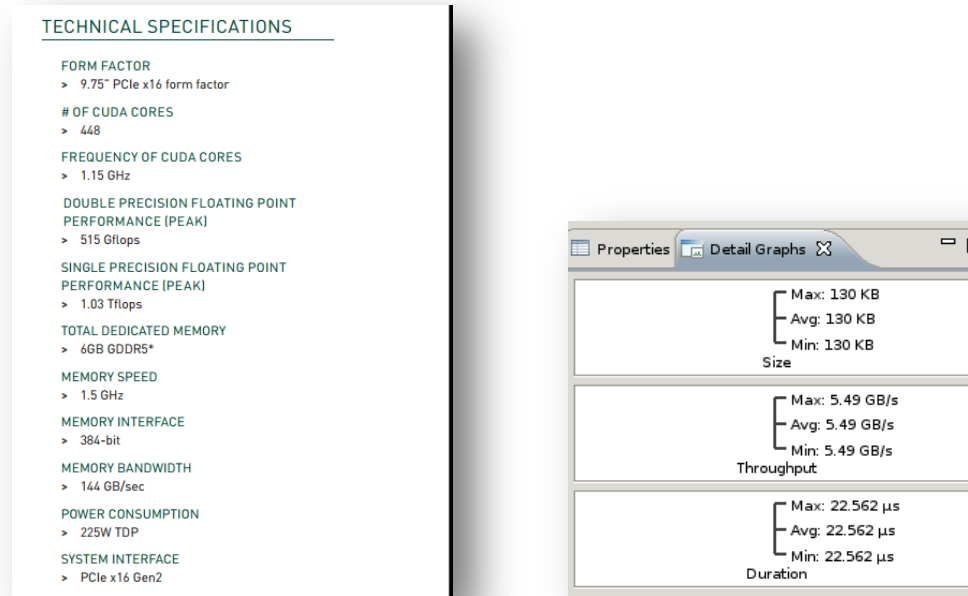 TECHNICAL SPECIFICATIONS
FORM FACTOR
> 9.75" PCIe x16 form factor
# OF CUDA CORES
> 448
FREQUENCY OF CUDA CORES
> 1.15 GHz
DOUBLE PRECISION FLOATING POINT
PERFORMANCE (PEAK)
> 515 Gflops
SINGLE PRECISION FLOATING POINT
PERFORMANCE (PEAK)
> 1.03 Tflops
TOTAL DEDICATED MEMORY
> 6GB GDDR5*
MEMORY SPEED
> 1.5 GHz
MEMORY INTERFACE
> 384-bit
MEMORY BANDWIDTH
> 144 GB/sec
POWER CONSUMPTION
> 225W TDP
SYSTEM INTERFACE
> PCIe x16 Gen2
Properties Detail Graphs
Max: 130 KB
Avg: 130 KB
Min: 130 KB
Size
Max: 5.49 GB/s
Avg: 5.49 GB/s
Min: 5.49 GB/s
Throughput
Max: 22.562 µs
Avg: 22.562 µs
Min: 22.562 µs
Duration